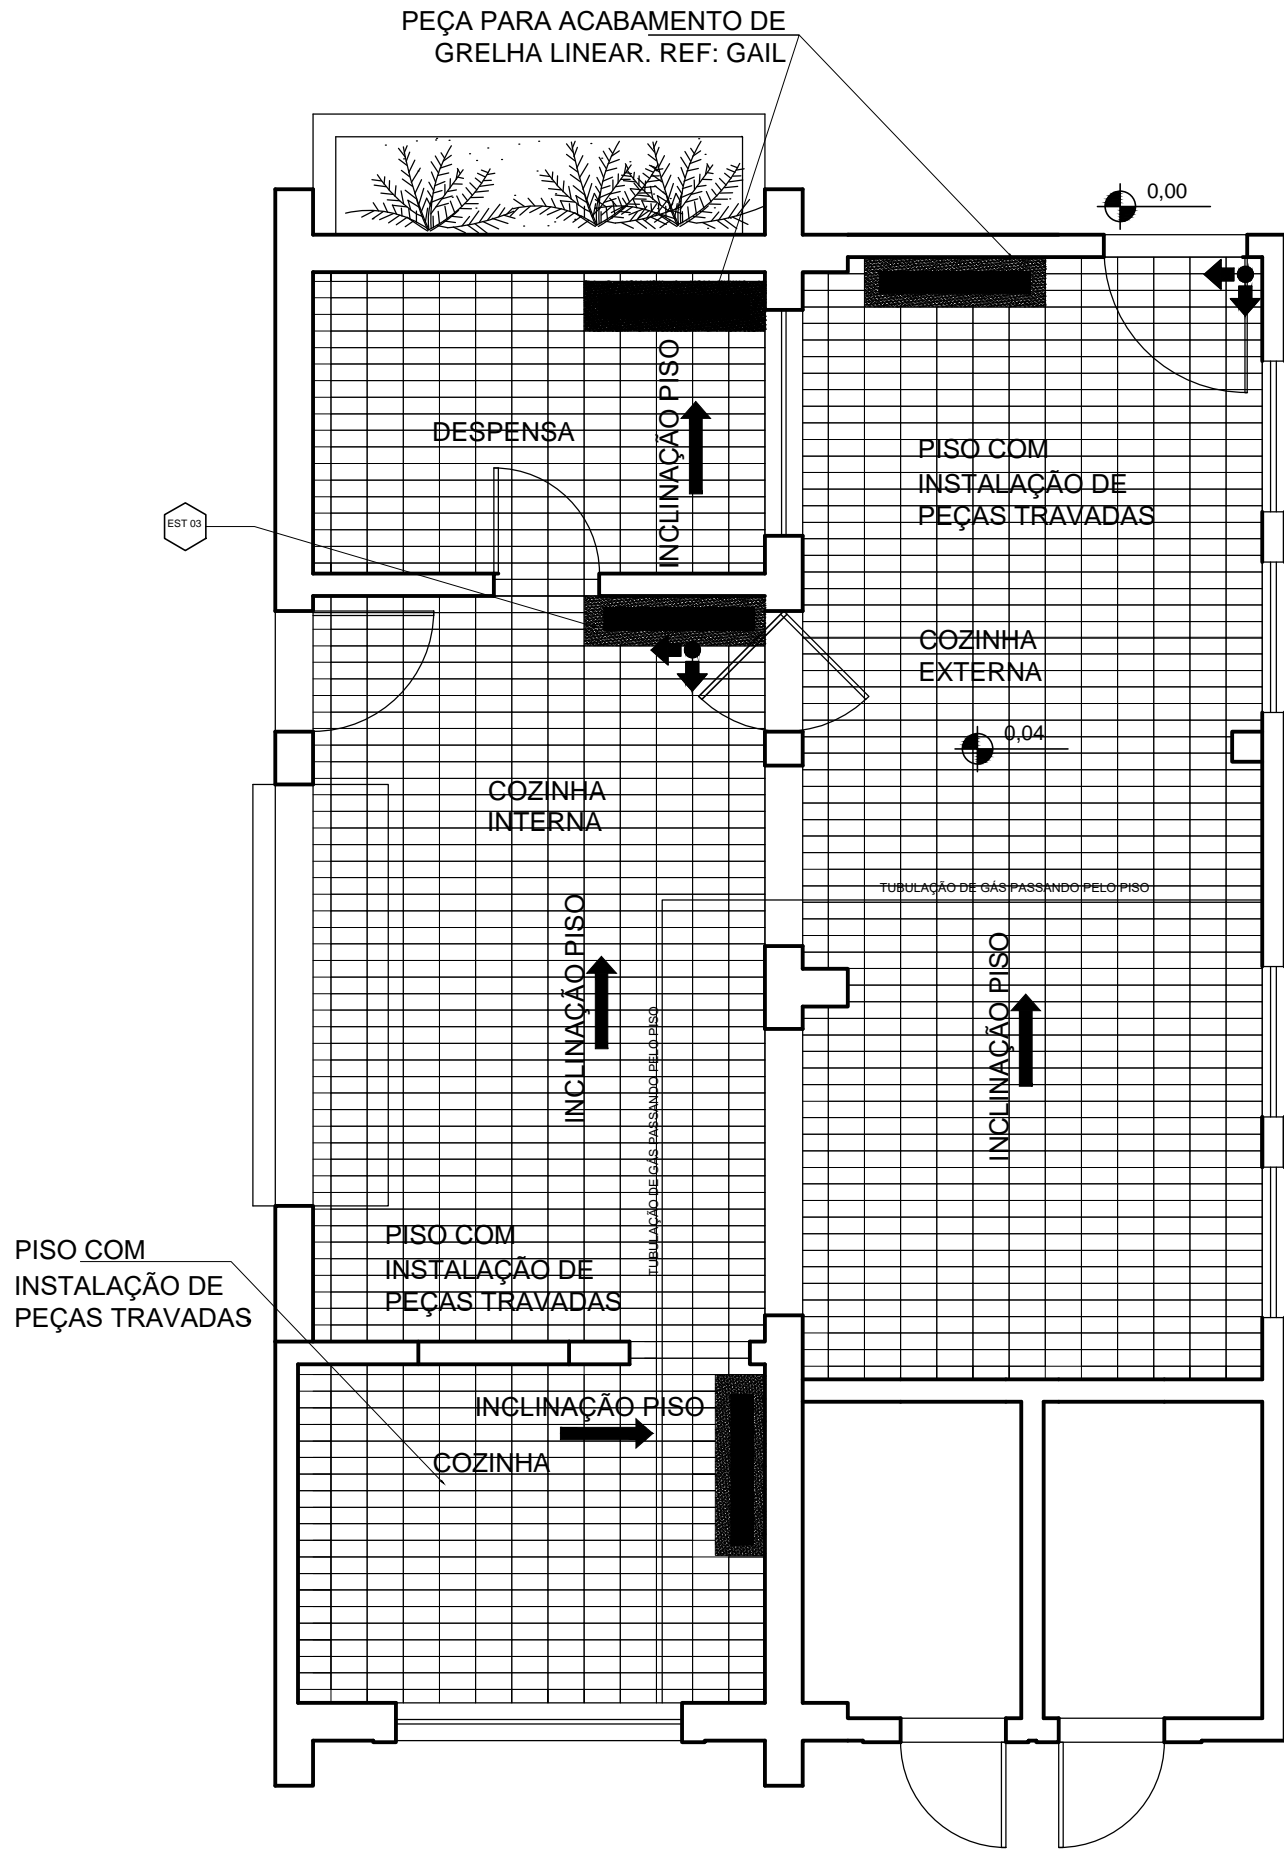 PEÇA PARA ACABAMENTO DE
GRELHA LINEAR. REF: GAIL
0,00
INCLINAÇÃO PISO
DESPENSA
PISO COM
INSTALAÇÃO DE
PEÇAS TRAVADAS
EST 03
COZINHA
EXTERNA
0,04
COZINHA
INTERNA
TUBULAÇÃO DE GÁS PASSANDO PELO PISO
INCLINAÇÃO PISO
INCLINAÇÃO PISO
TUBULAÇÃO DE GÁS PASSANDO PELO PISO
PISO COM
INSTALAÇÃO DE
PEÇAS TRAVADAS
PISO COM
INSTALAÇÃO DE
PEÇAS TRAVADAS
INCLINAÇÃO PISO
COZINHA